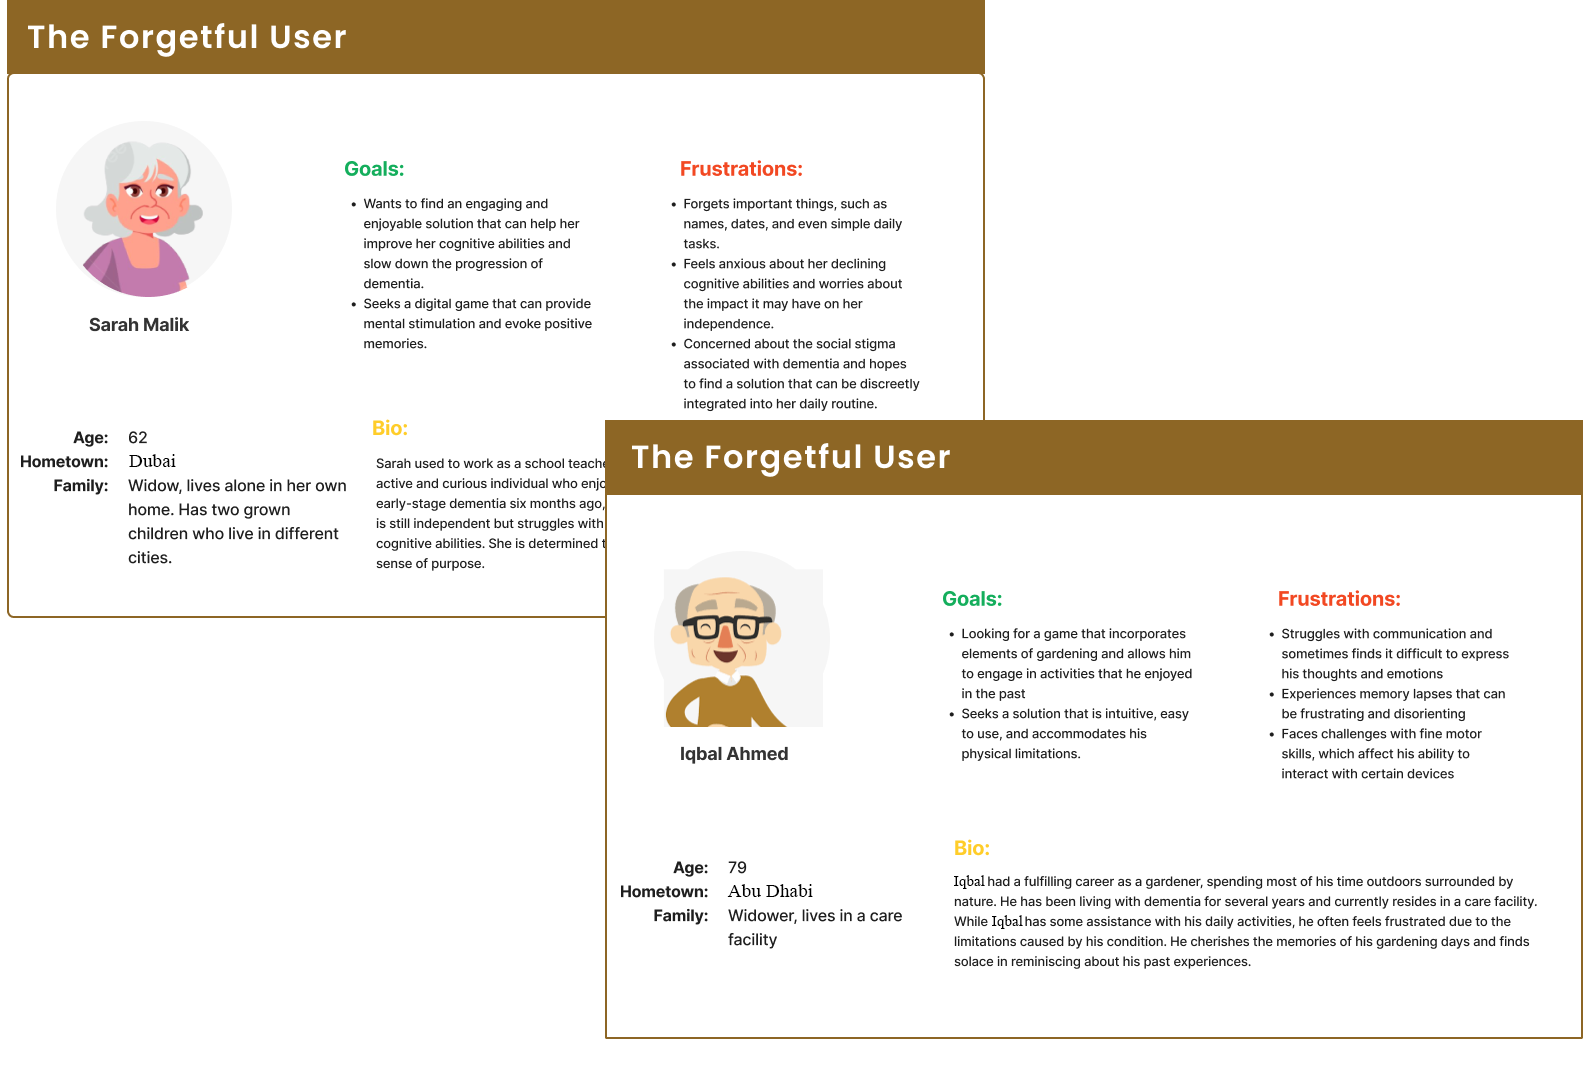 The Forgetful User
Sarah Malik
Goals:
• Wants to find an engaging and
enjoyable solution that can help her
improve her cognitive abilities and
slow down the progression of
dementia.
• Seeks a digital game that can provide
mental stimulation and evoke positive
memories.
Frustrations:
• Forgets important things, such as
names, dates, and even simple daily
tasks.
• Feels anxious about her declining
cognitive abilities and worries about
the impact it may have on her
independence.
• Concerned about the social stigma
associated with dementia and hopes
to find a solution that can be discreetly
integrated into her daily routine.
Age: 62
Hometown: Dubai
Family: Widow, lives alone in her own
home. Has two grown
children who live in different
cities.
Bio:
Sarah used to work as a school
active and curious individual who
early-stage dementia six months ago,
is still independent but struggles with
cognitive abilities. She is determined
sense of purpose.
The Forgetful User
Iqbal Ahmed
Goals:
• Looking for a game that incorporates
elements of gardening and allows him
to engage in activities that he enjoyed
in the past
• Seeks a solution that is intuitive, easy
to use, and accommodates his
physical limitations.
Frustrations:
• Struggles with communication and
sometimes finds it difficult to express
his thoughts and emotions
• Experiences memory lapses that can
be frustrating and disorienting
• Faces challenges with fine motor
skills, which affect his ability to
interact with certain devices
Age: 79
Hometown: Abu Dhabi
Family: Widower, lives in a care
facility
Bio:
Iqbal had a fulfilling career as a gardener, spending most of his time outdoors surrounded by
nature. He has been living with dementia for several years and currently resides in a care facility.
While Iqbal has some assistance with his daily activities, he often feels frustrated due to the
limitations caused by his condition. He cherishes the memories of his gardening days and finds
solace in reminiscing about his past experiences.